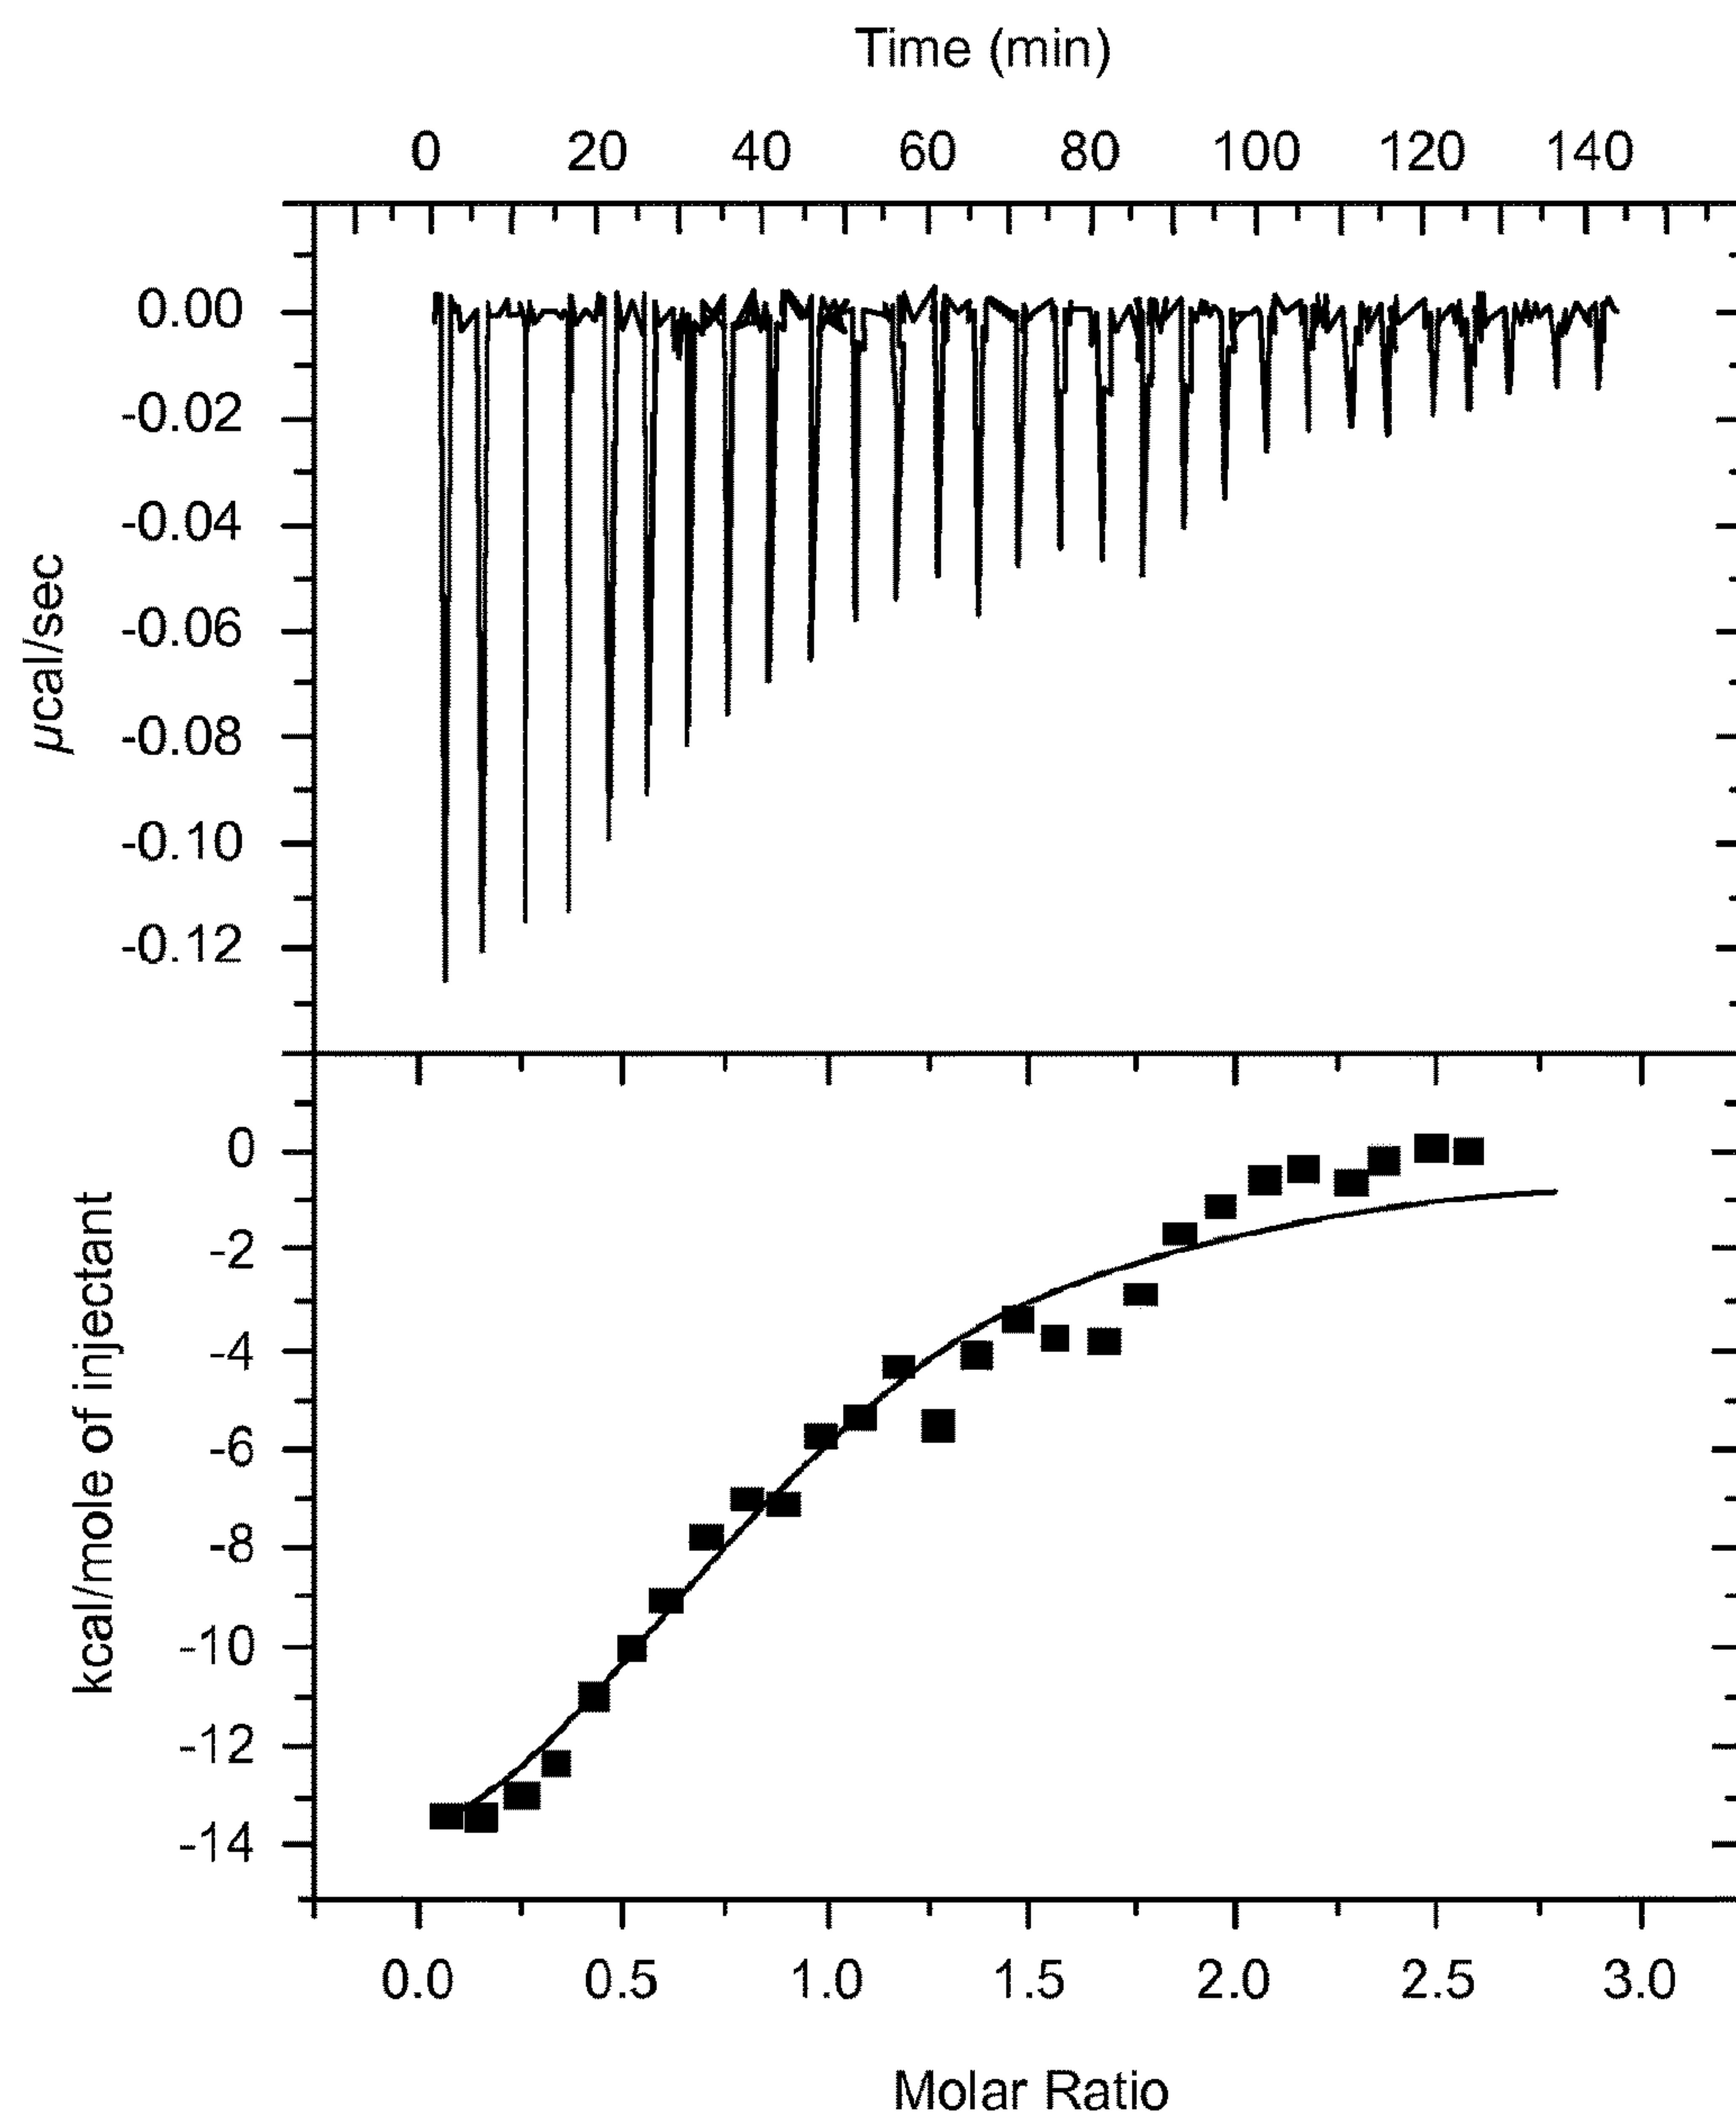 Time (min)
0 20 40 60 80 100 120 140
0.00
-0.02
-0.04
-0.06
-0.08
-0.10
-0.12
µcal/sec
0
-2
-4
-6
-8
-10
-12
-14
kcal/mole of injectant
0.0 0.5 1.0 1.5 2.0 2.5 3.0
Molar Ratio